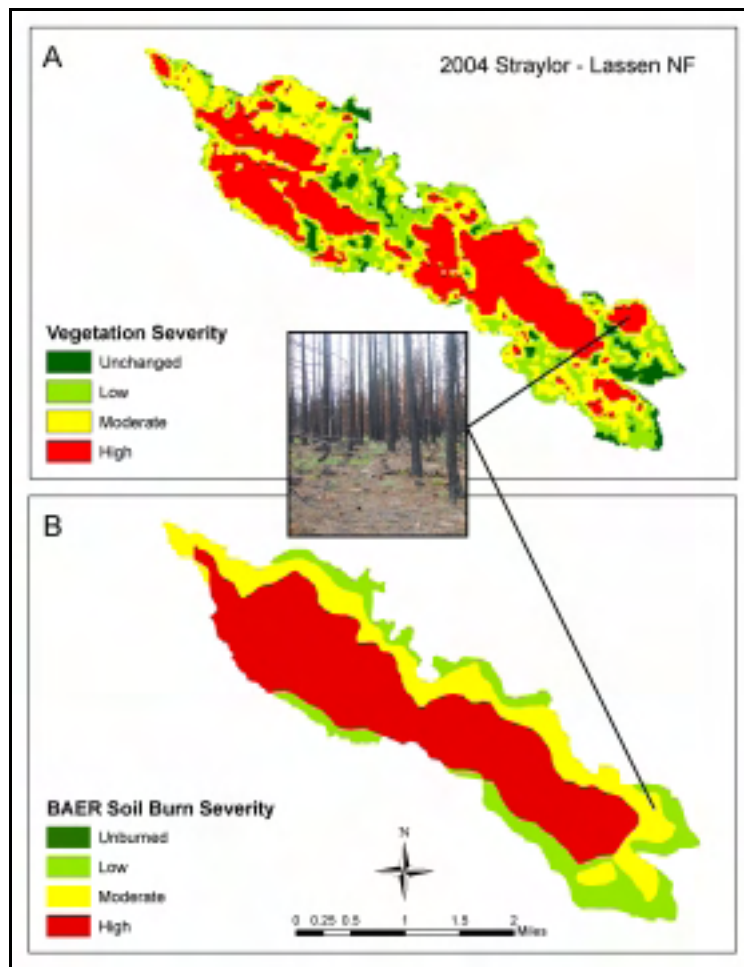 A
2004 Straylor - Lassen NF
Vegetation Severity
Unchanged
Low
Moderate
High
B
BAER Soil Burn Severity
Unburned
Low
Moderate
High
N
0 0.25 0.5 1 1.5 2
Miles